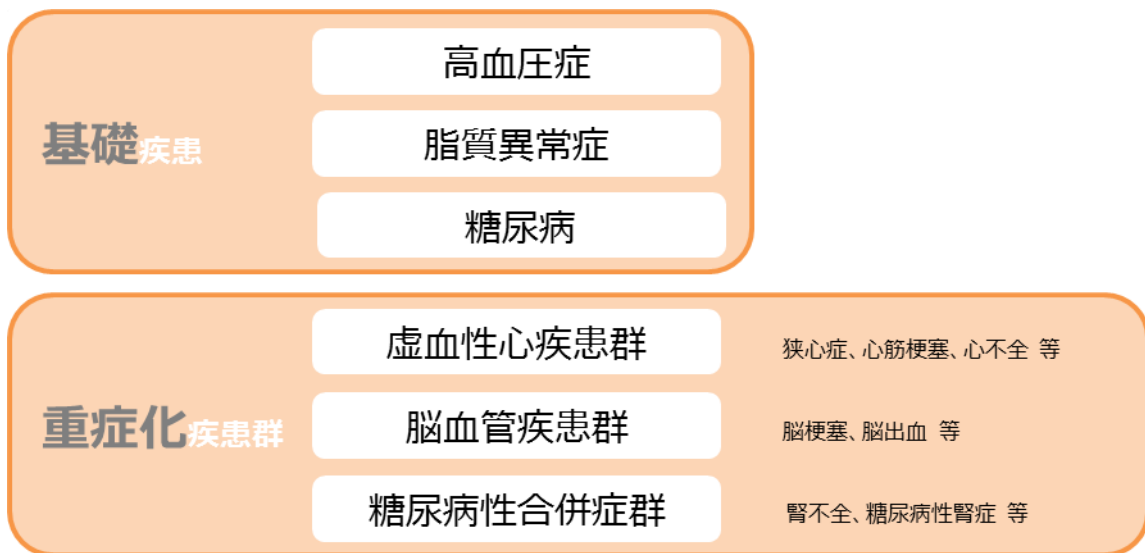 高血圧症
基礎疾患
脂質異常症
糖尿病
虚血性心疾患群 狭心症、心筋梗塞、心不全 等
重症化疾患群
脳血管疾患群 脳梗塞、脳出血 等
糖尿病性合併症群 腎不全、糖尿病性腎症 等